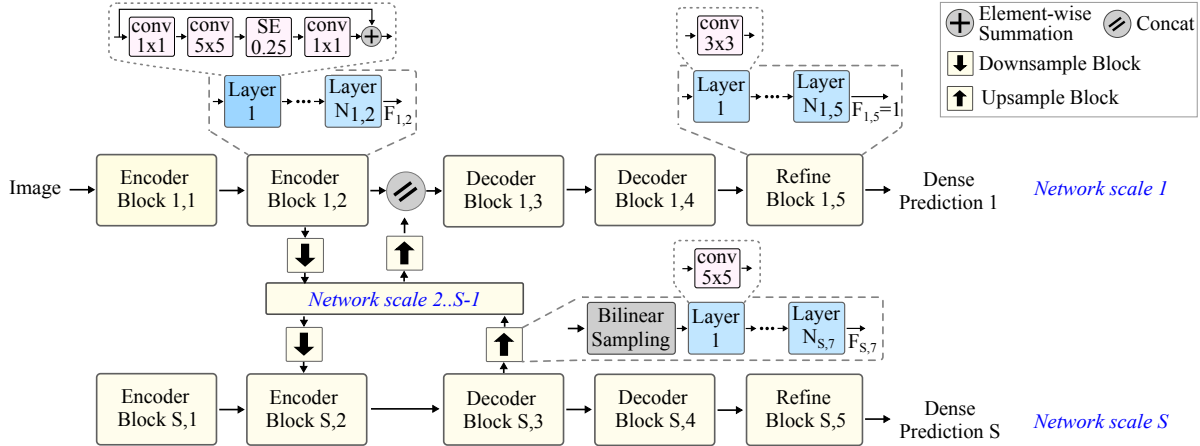 conv
1x1
conv
5x5
SE
0.25
conv
1x1
conv
3x3
Element-wise
Summation
Concat
Downsample Block
Upsample Block
Layer
1
Layer
N1,2
F1,2
Layer
1
Layer
N1,5
F1,5=1
Image
Encoder
Block 1,1
Encoder
Block 1,2
Decoder
Block 1,3
Decoder
Block 1,4
Refine
Block 1,5
Dense
Prediction 1
Network scale 1
Network scale 2..S-1
conv
5x5
Bilinear
Sampling
Layer
1
Layer
NS,7
FS,7
Encoder
Block S,1
Encoder
Block S,2
Decoder
Block S,3
Decoder
Block S,4
Refine
Block S,5
Dense
Prediction S
Network scale S